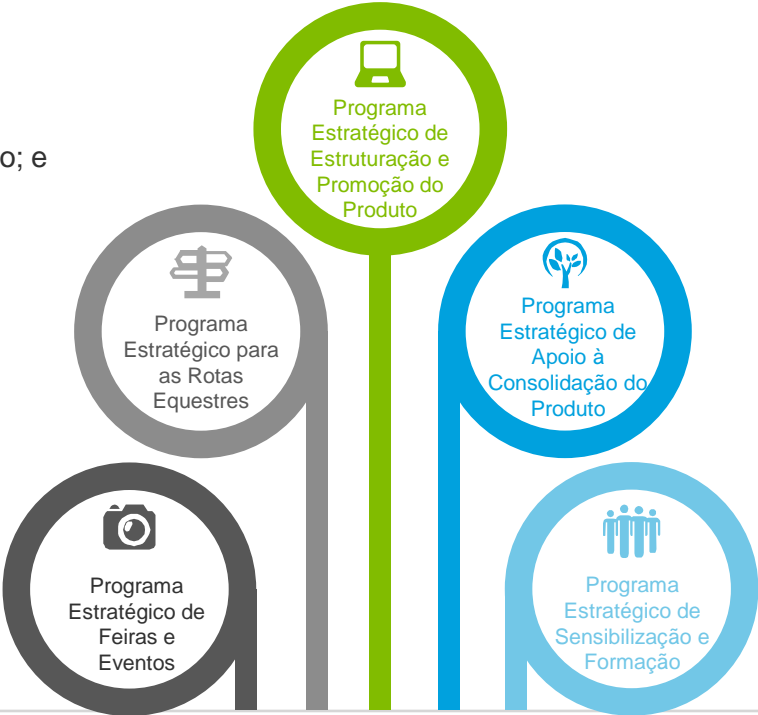 Programa
Estratégico de
Estruturação e
Promoção do
Produto
o; e
Programa
Estratégico para
as Rotas
Equestres
Programa
Estratégico de
Apoio à
Consolidação do
Produto
Programa
Estratégico de
Feiras e
Eventos
Programa
Estratégico de
Sensibilização e
Formação